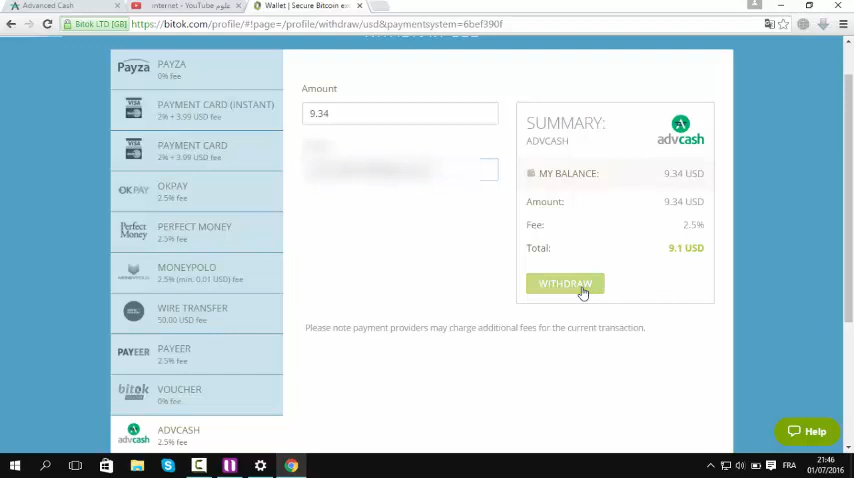 Advanced Cash
علوم internet - YouTube
Wallet | Secure Bitcoin ex
Bitok LTD [GB]
https://bitok.com/profile/#!page=/profile/withdraw/usd&paymentsystem=6bef390f
Payza
PAYZA
0% fee
VISA
PAYMENT CARD (INSTANT)
2% + 3.99 USD fee
VISA
PAYMENT CARD
2% + 3.99 USD fee
OKPAY
OKPAY
2.5% fee
Perfect Money
PERFECT MONEY
2.5% fee
MONEYPOLO
MONEYPOLO
2.5% (min. 0.01 USD) fee
WIRE TRANSFER
50.00 USD fee
PAYEER
PAYEER
2.5% fee
bitok
VOUCHER
0% fee
advcash
ADVCASH
2.5% fee
Amount
9.34
SUMMARY:
ADVCASH
advcash
MY BALANCE: 9.34 USD
Amount: 9.34 USD
Fee: 2.5%
Total: 9.1 USD
WITHDRAW
Please note payment providers may charge additional fees for the current transaction.
Help
FRA
21:46
01/07/2016